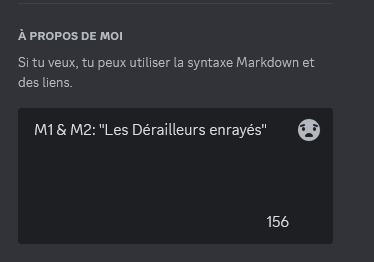 À PROPOS DE MOI
Si tu veux, tu peux utiliser la syntaxe Markdown et
des liens.
M1 & M2: "Les Dérailleurs enrayés"
156